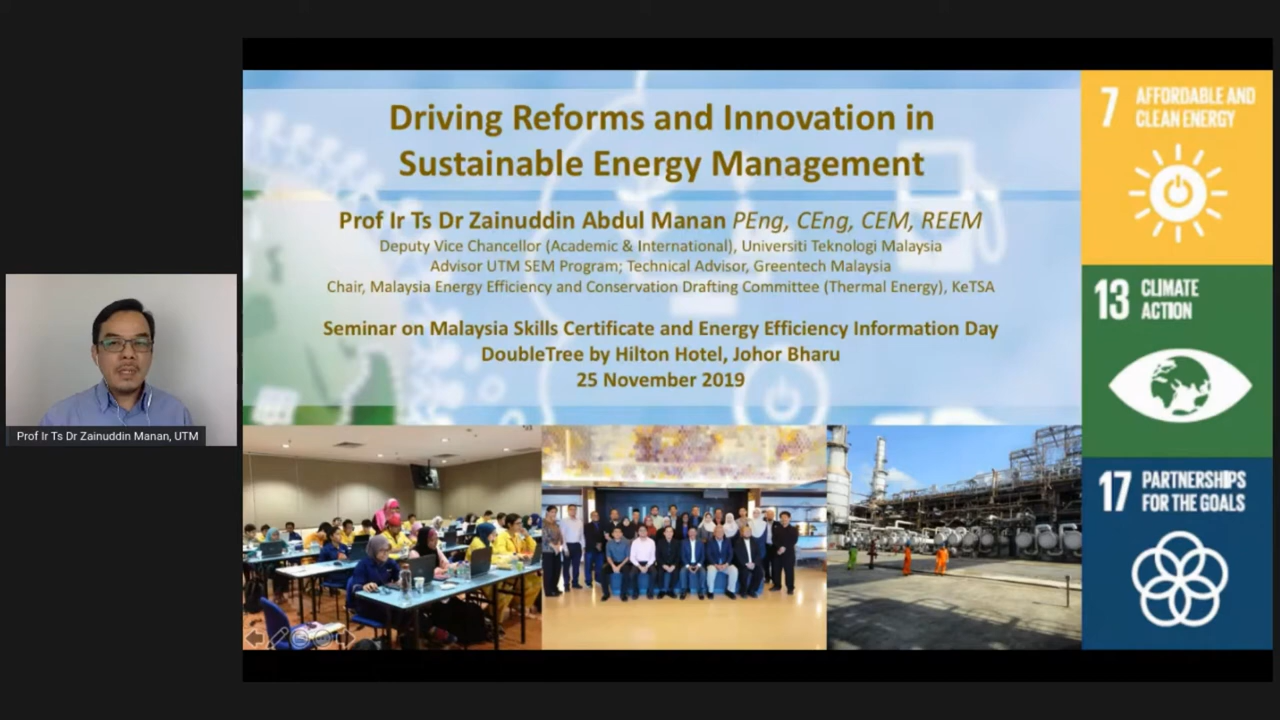 Driving Reforms and Innovation in
Sustainable Energy Management
Prof Ir Ts Dr Zainuddin Abdul Manan PEng, CEng, CEM, REEM
Deputy Vice Chancellor (Academic & International), Universiti Teknologi Malaysia
Advisor UTM SEM Program; Technical Advisor, Greentech Malaysia
Chair, Malaysia Energy Efficiency and Conservation Drafting Committee (Thermal Energy), KeTSA
Seminar on Malaysia Skills Certificate and Energy Efficiency Information Day
DoubleTree by Hilton Hotel, Johor Bharu
25 November 2019
7 AFFORDABLE AND
CLEAN ENERGY
13 CLIMATE
ACTION
17 PARTNERSHIPS
FOR THE GOALS
Prof Ir Ts Dr Zainuddin Manan, UTM